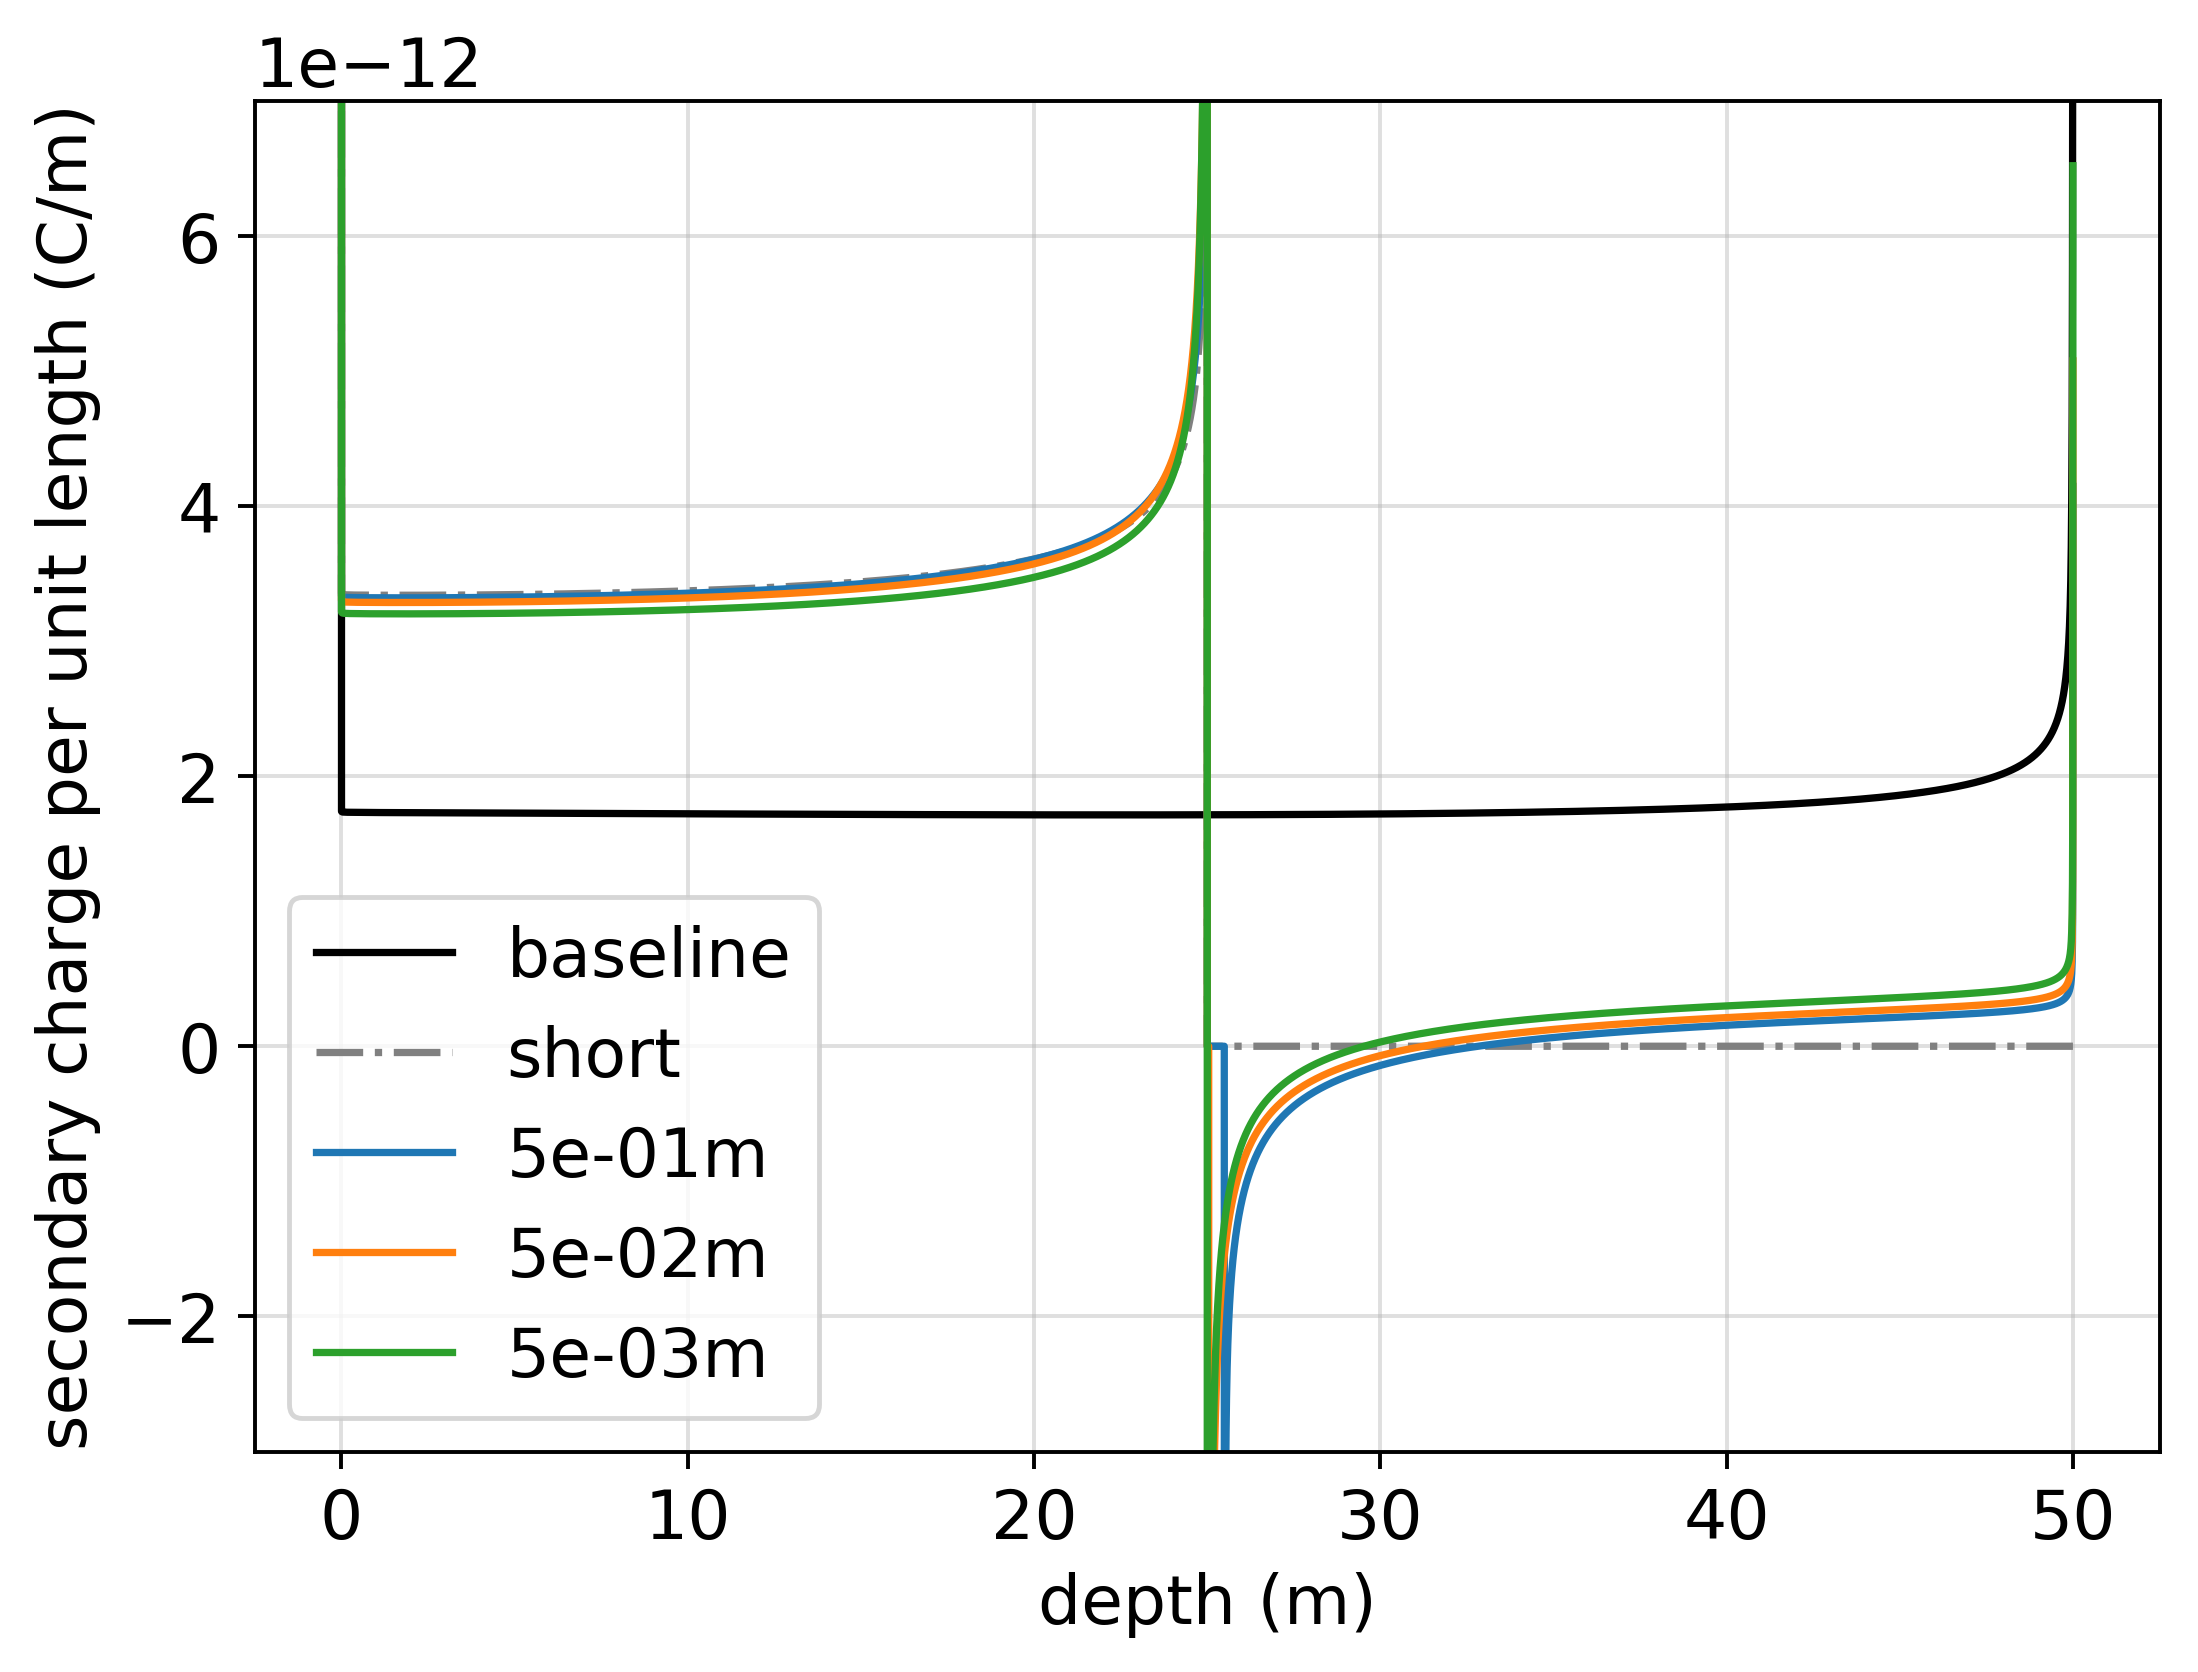 1e−12
secondary charge per unit length (C/m)
6
4
2
0
−2
baseline
short
5e-01m
5e-02m
5e-03m
0 10 20 30 40 50
depth (m)